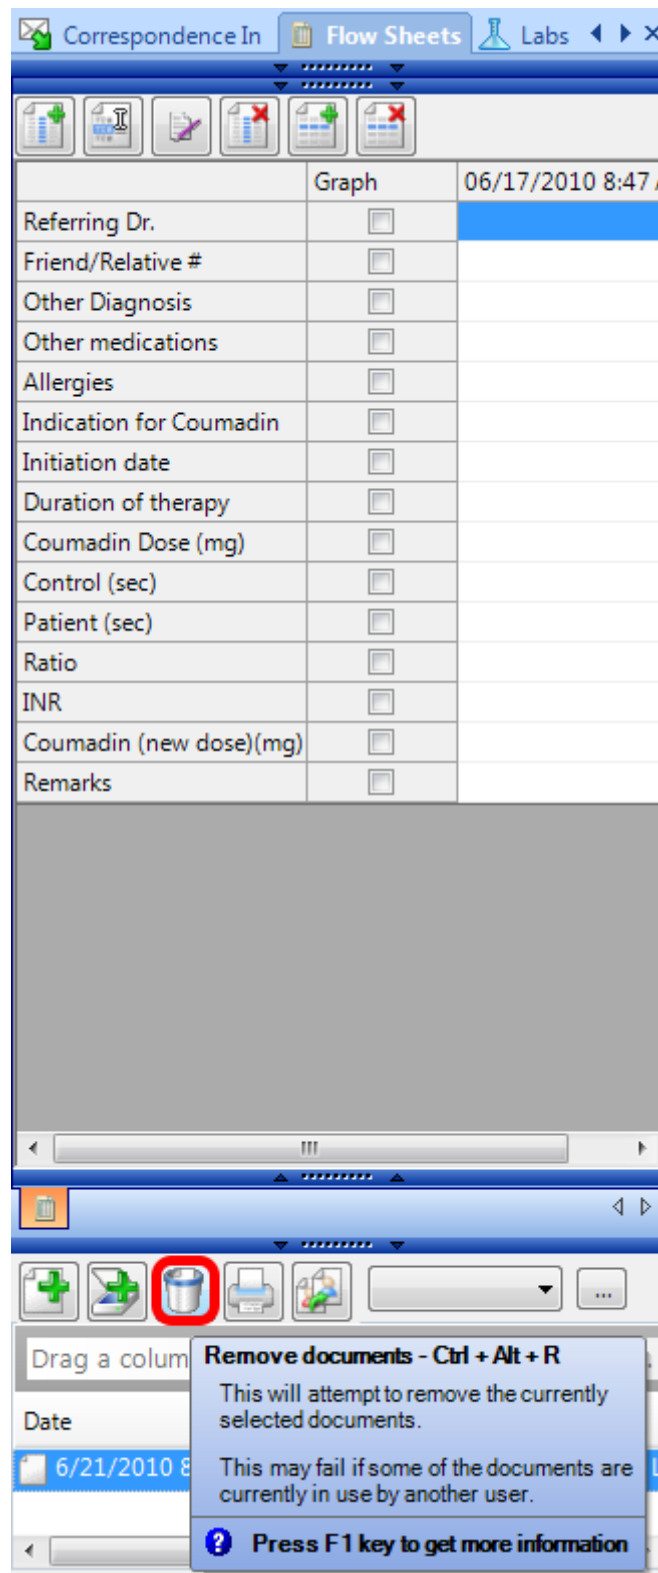 Correspondence In Flow Sheets Labs
Graph 06/17/2010 8:47
Referring Dr.
Friend/Relative #
Other Diagnosis
Other medications
Allergies
Indication for Coumadin
Initiation date
Duration of therapy
Coumadin Dose (mg)
Control (sec)
Patient (sec)
Ratio
INR
Coumadin (new dose)(mg)
Remarks
...
Drag a colum
Remove documents - Ctrl + Alt + R
This will attempt to remove the currently
selected documents.
Date
This may fail if some of the documents are
currently in use by another user.
6/21/2010 8
Press F1 key to get more information